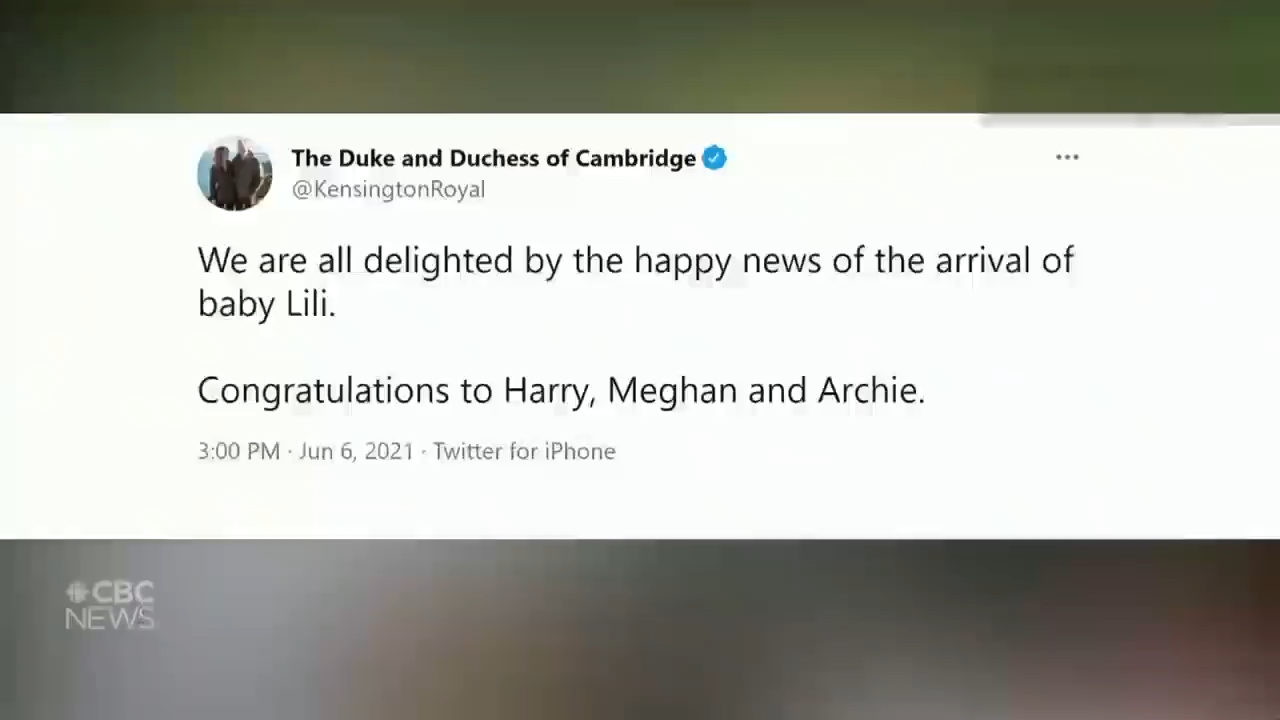 The Duke and Duchess of Cambridge
@KensingtonRoyal
We are all delighted by the happy news of the arrival of
baby Lili.
Congratulations to Harry, Meghan and Archie.
3:00 PM · Jun 6, 2021 · Twitter for iPhone
CBC
NEWS